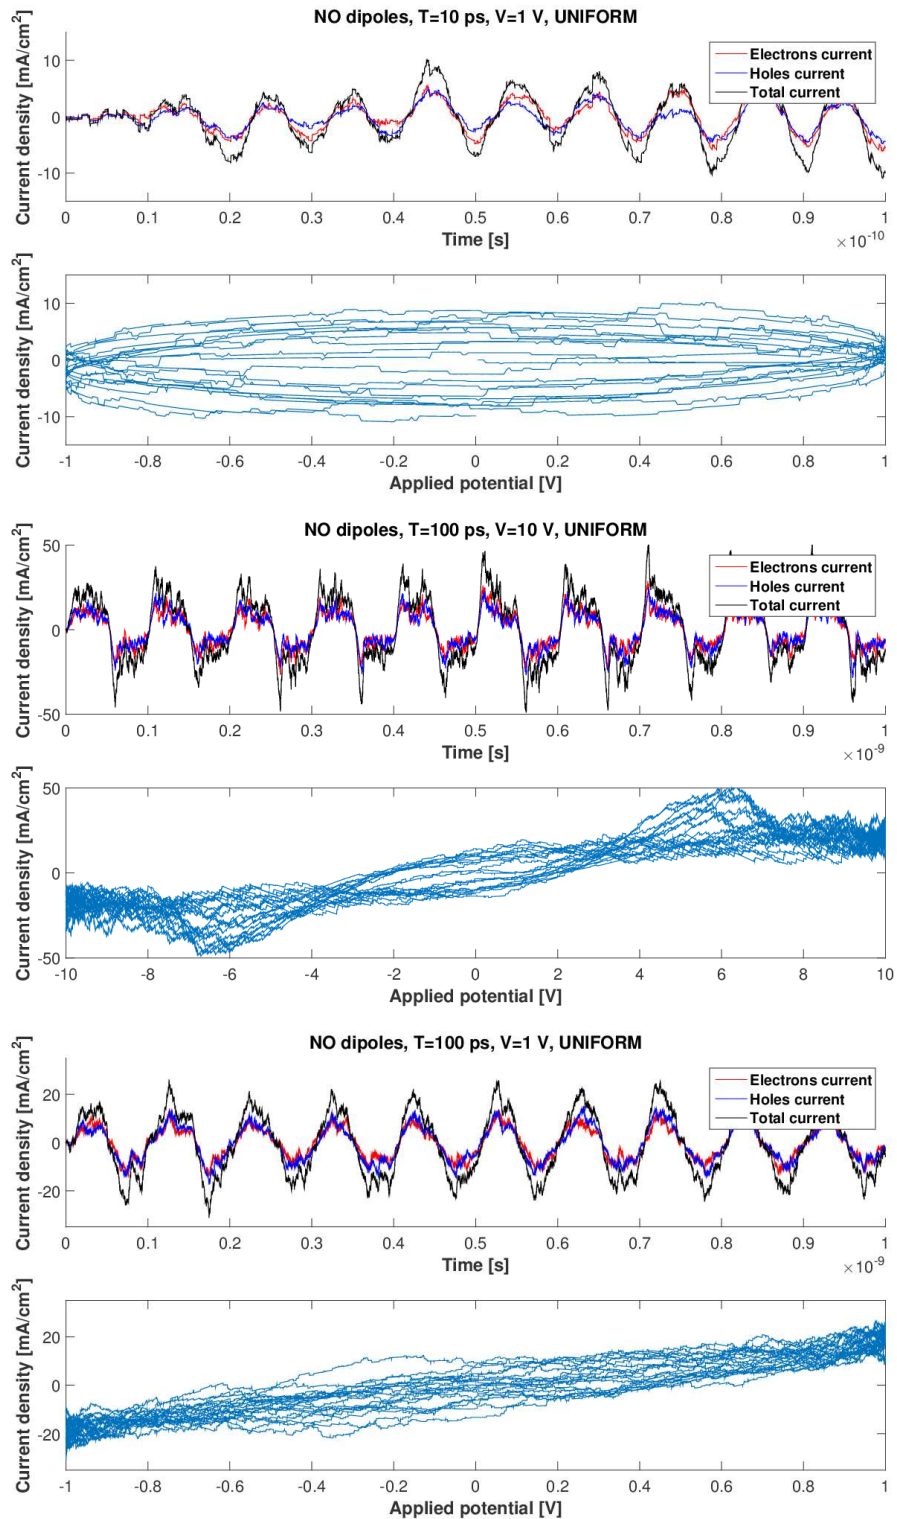 NO dipoles, T=10 ps, V=1 V, UNIFORM
Current density [mA/cm²]
10
0
-10
Electrons current
Holes current
Total current
0 0.1 0.2 0.3 0.4 0.5 0.6 0.7 0.8 0.9 1
Time [s]
×10⁻¹⁰
Current density [mA/cm²]
10
0
-10
-1 -0.8 -0.6 -0.4 -0.2 0 0.2 0.4 0.6 0.8 1
Applied potential [V]
NO dipoles, T=100 ps, V=10 V, UNIFORM
Current density [mA/cm²]
50
0
-50
Electrons current
Holes current
Total current
0 0.1 0.2 0.3 0.4 0.5 0.6 0.7 0.8 0.9 1
Time [s]
×10⁻⁹
Current density [mA/cm²]
50
0
-50
-10 -8 -6 -4 -2 0 2 4 6 8 10
Applied potential [V]
NO dipoles, T=100 ps, V=1 V, UNIFORM
Current density [mA/cm²]
20
0
-20
Electrons current
Holes current
Total current
0 0.1 0.2 0.3 0.4 0.5 0.6 0.7 0.8 0.9 1
Time [s]
×10⁻⁹
Current density [mA/cm²]
20
0
-20
-1 -0.8 -0.6 -0.4 -0.2 0 0.2 0.4 0.6 0.8 1
Applied potential [V]